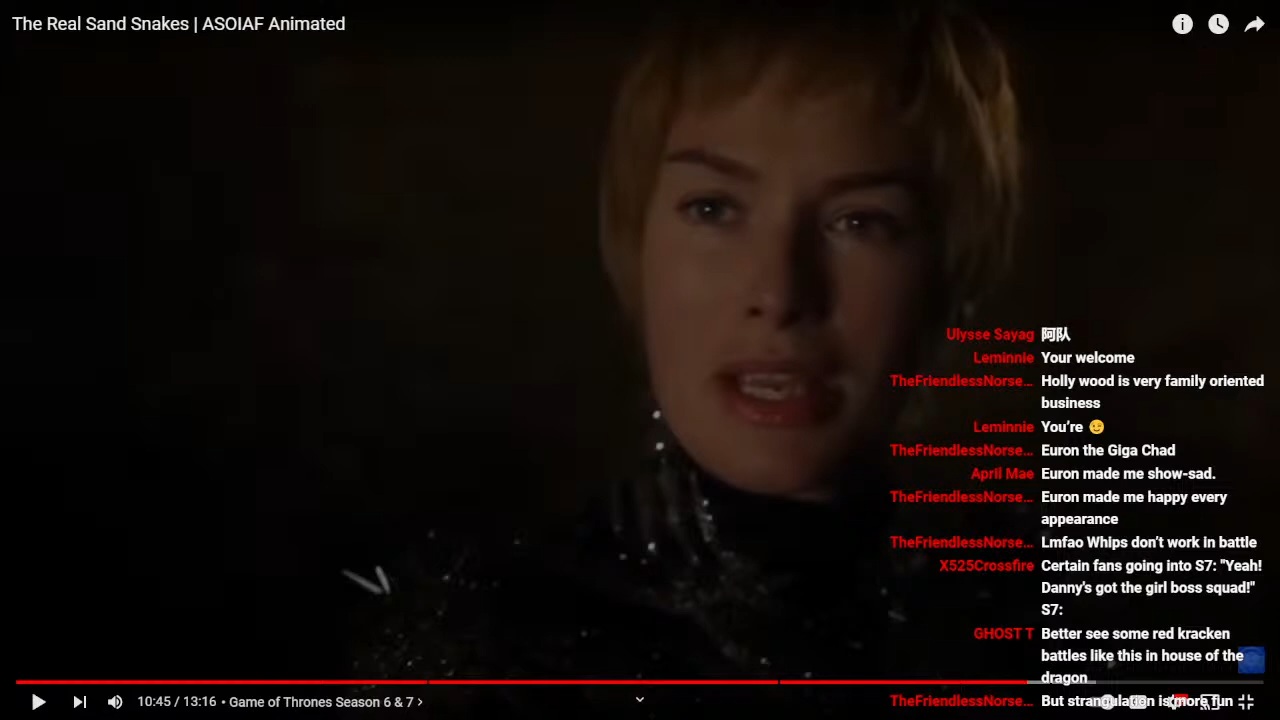 The Real Sand Snakes | ASOIAF Animated
Ulysse Sayag 阿队
Leminnie Your welcome
TheFriendlessNorse... Holly wood is very family oriented
business
Leminnie You're 😉
TheFriendlessNorse... Euron the Giga Chad
April Mae Euron made me show-sad.
TheFriendlessNorse... Euron made me happy every
appearance
TheFriendlessNorse... Lmfao Whips don't work in battle
X525Crossfire Certain fans going into S7: "Yeah!
Danny's got the girl boss squad!"
S7:
GHOST T Better see some red kracken
battles like this in house of the
dragon
TheFriendlessNorse... But strangulation is more fun
10:45 / 13:16 • Game of Thrones Season 6 & 7 >